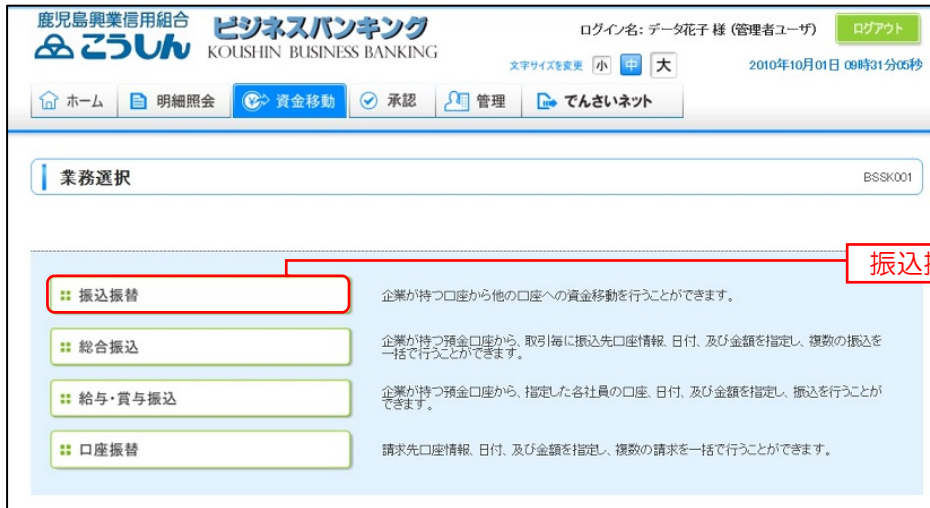 鹿児島興業信用組合
こうしん
ビジネスバンキング
KOUSHIN BUSINESS BANKING
ログイン名: データ花子 様 (管理者ユーザ)
ログアウト
文字サイズを変更 小 中 大
2010年10月01日 09時31分05秒
ホーム 明細照会 資金移動 承認 管理 でんさいネット
業務選択
BSSK001
振込
振込振替
企業が持つ口座から他の口座への資金移動を行うことができます。
総合振込
企業が持つ預金口座から、取引毎に振込先口座情報、日付、及び金額を指定し、複数の振込を
一括で行うことができます。
給与・賞与振込
企業が持つ預金口座から、指定した各社員の口座、日付、及び金額を指定し、振込を行うことが
できます。
口座振替
請求先口座情報、日付、及び金額を指定し、複数の請求を一括で行うことができます。